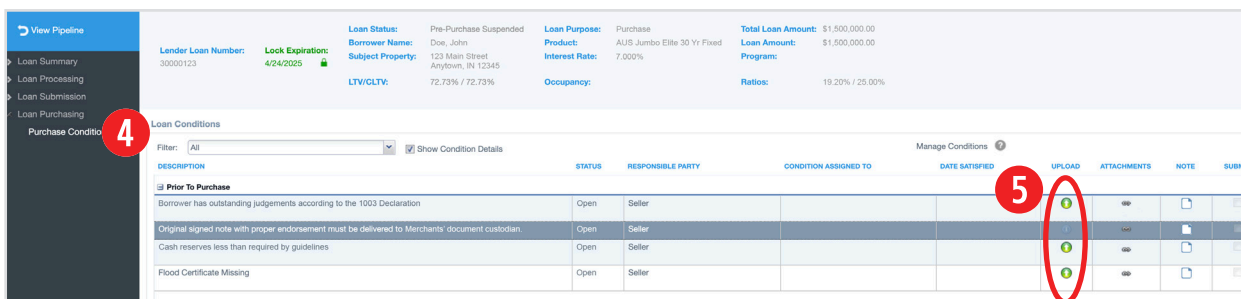 View Pipeline
Loan Summary
Loan Processing
Loan Submission
Loan Purchasing
Purchase Conditio
4
Lender Loan Number:
30000123
Lock Expiration:
4/24/2025
Loan Status: Pre-Purchase Suspended
Borrower Name: Doe, John
Subject Property: 123 Main Street
Anytown, IN 12345
LTV/CLTV: 72.73% / 72.73%
Loan Purpose: Purchase
Product: AUS Jumbo Elite 30 Yr Fixed
Interest Rate: 7.000%
Occupancy:
Total Loan Amount: $1,500,000.00
Loan Amount: $1,500,000.00
Program:
Ratios: 19.20% / 25.00%
Loan Conditions
Filter: All Show Condition Details Manage Conditions ?
DESCRIPTION STATUS RESPONSIBLE PARTY CONDITION ASSIGNED TO DATE SATISFIED UPLOAD ATTACHMENTS NOTE SUBM
5
Prior To Purchase
Borrower has outstanding judgements according to the 1003 Declaration Open Seller
Original signed note with proper endorsement must be delivered to Merchants' document custodian. Open Seller
Cash reserves less than required by guidelines Open Seller
Flood Certificate Missing Open Seller